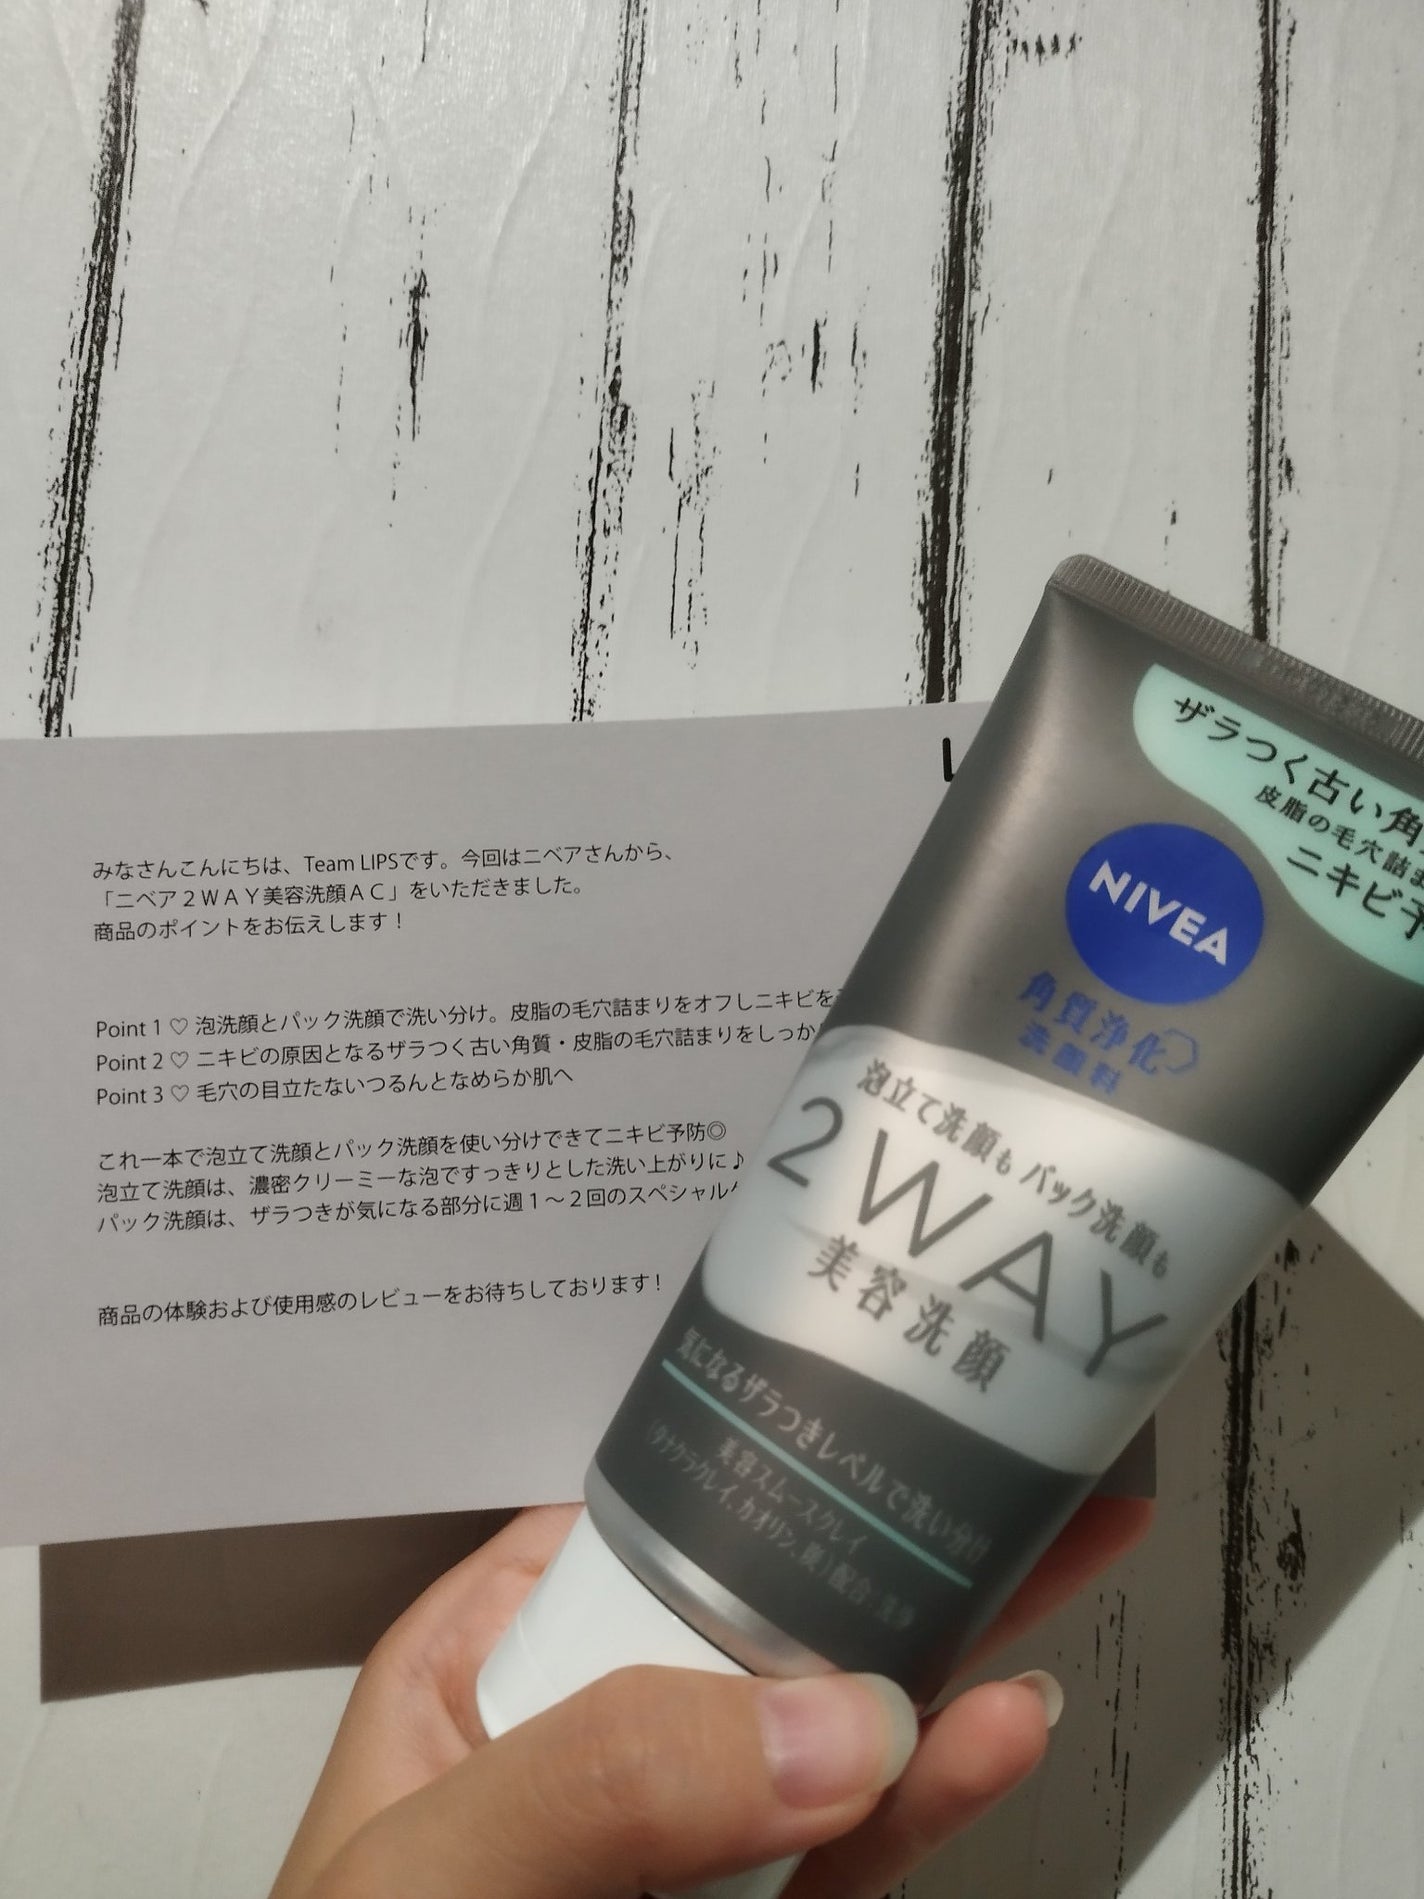 L
みなさんこんにちは、Team LIPSです。今回はニベアさんから、
「ニベア２ＷＡＹ美容洗顔ＡＣ」をいただきました。
商品のポイントをお伝えします！
Point 1 ♡ 泡洗顔とパック洗顔で洗い分け。皮脂の毛穴詰まりをオフしニキビを
Point 2 ♡ ニキビの原因となるザラつく古い角質・皮脂の毛穴詰まりをしっか
Point 3 ♡ 毛穴の目立たないつるんとなめらか肌へ
これ一本で泡立て洗顔とパック洗顔を使い分けできてニキビ予防◎
泡立て洗顔は、濃密クリーミーな泡ですっきりとした洗い上がりに♪
パック洗顔は、ザラつきが気になる部分に週１～２回のスペシャル
商品の体験および使用感のレビューをお待ちしております！
ザラつく古い角
皮脂の毛穴詰ま
ニキビ予
NIVEA
角質浄化
洗顔料
泡立て洗顔もパック洗顔も
2WAY
美容洗顔
気になるザラつきレベルで洗い分け
美容スムースクレイ
(タナクラクレイ、カオリン、炭)配合:洗浄